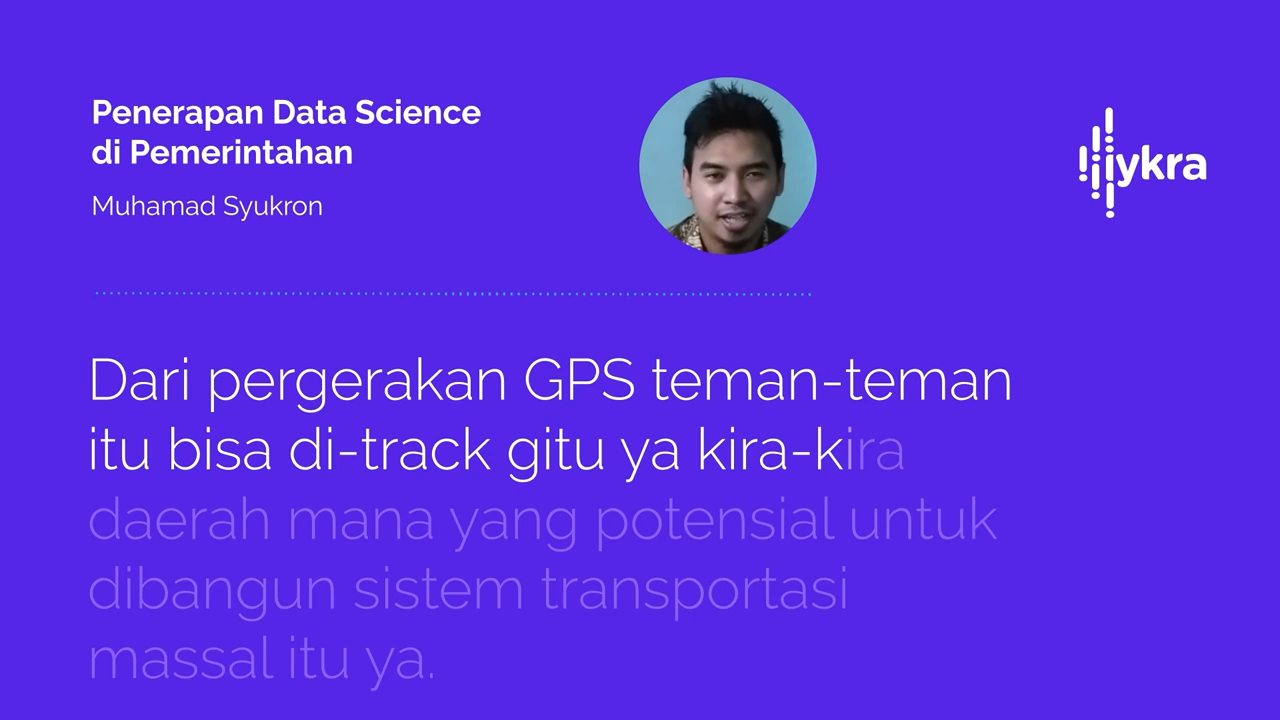 Penerapan Data Science
di Pemerintahan
Muhamad Syukron
iykra
Dari pergerakan GPS teman-teman
itu bisa di-track gitu ya kira-kira
daerah mana yang potensial untuk
dibangun sistem transportasi
massal itu ya.